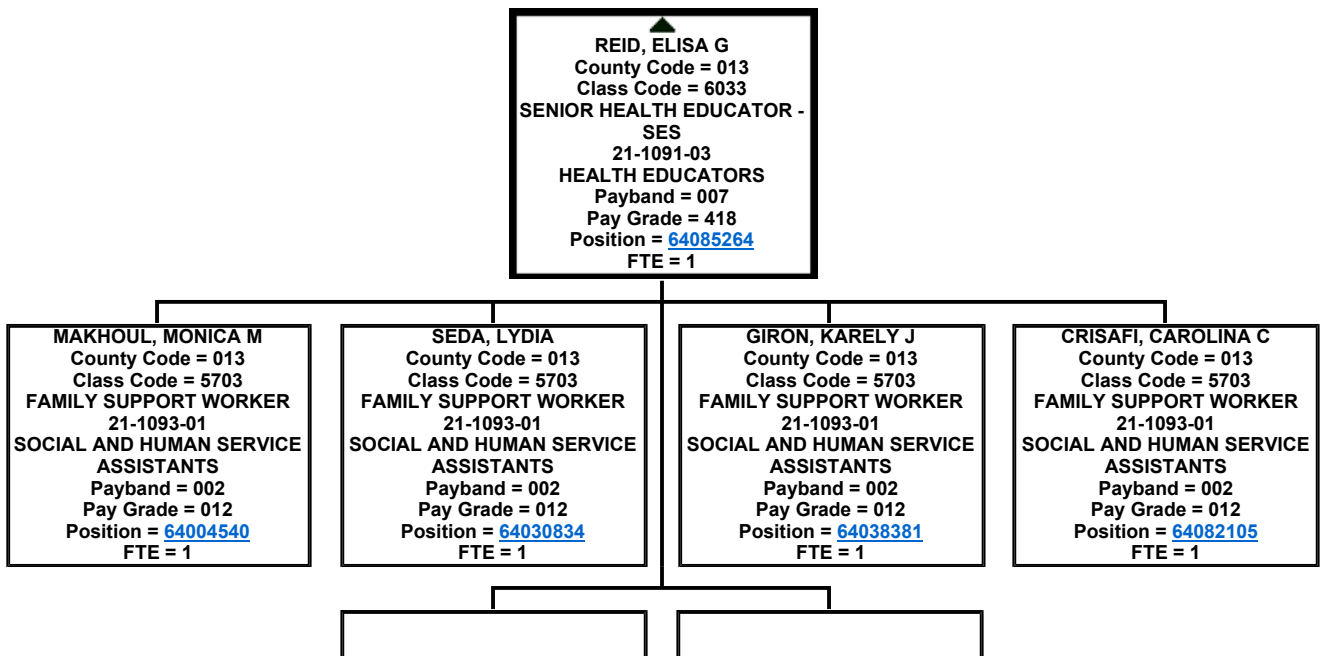 REID, ELISA G
County Code = 013
Class Code = 6033
SENIOR HEALTH EDUCATOR -
SES
21-1091-03
HEALTH EDUCATORS
Payband = 007
Pay Grade = 418
Position = 64085264
FTE = 1
MAKHOUL, MONICA M
County Code = 013
Class Code = 5703
FAMILY SUPPORT WORKER
21-1093-01
SOCIAL AND HUMAN SERVICE
ASSISTANTS
Payband = 002
Pay Grade = 012
Position = 64004540
FTE = 1
SEDA, LYDIA
County Code = 013
Class Code = 5703
FAMILY SUPPORT WORKER
21-1093-01
SOCIAL AND HUMAN SERVICE
ASSISTANTS
Payband = 002
Pay Grade = 012
Position = 64030834
FTE = 1
GIRON, KARELY J
County Code = 013
Class Code = 5703
FAMILY SUPPORT WORKER
21-1093-01
SOCIAL AND HUMAN SERVICE
ASSISTANTS
Payband = 002
Pay Grade = 012
Position = 64038381
FTE = 1
CRISAFI, CAROLINA C
County Code = 013
Class Code = 5703
FAMILY SUPPORT WORKER
21-1093-01
SOCIAL AND HUMAN SERVICE
ASSISTANTS
Payband = 002
Pay Grade = 012
Position = 64082105
FTE = 1